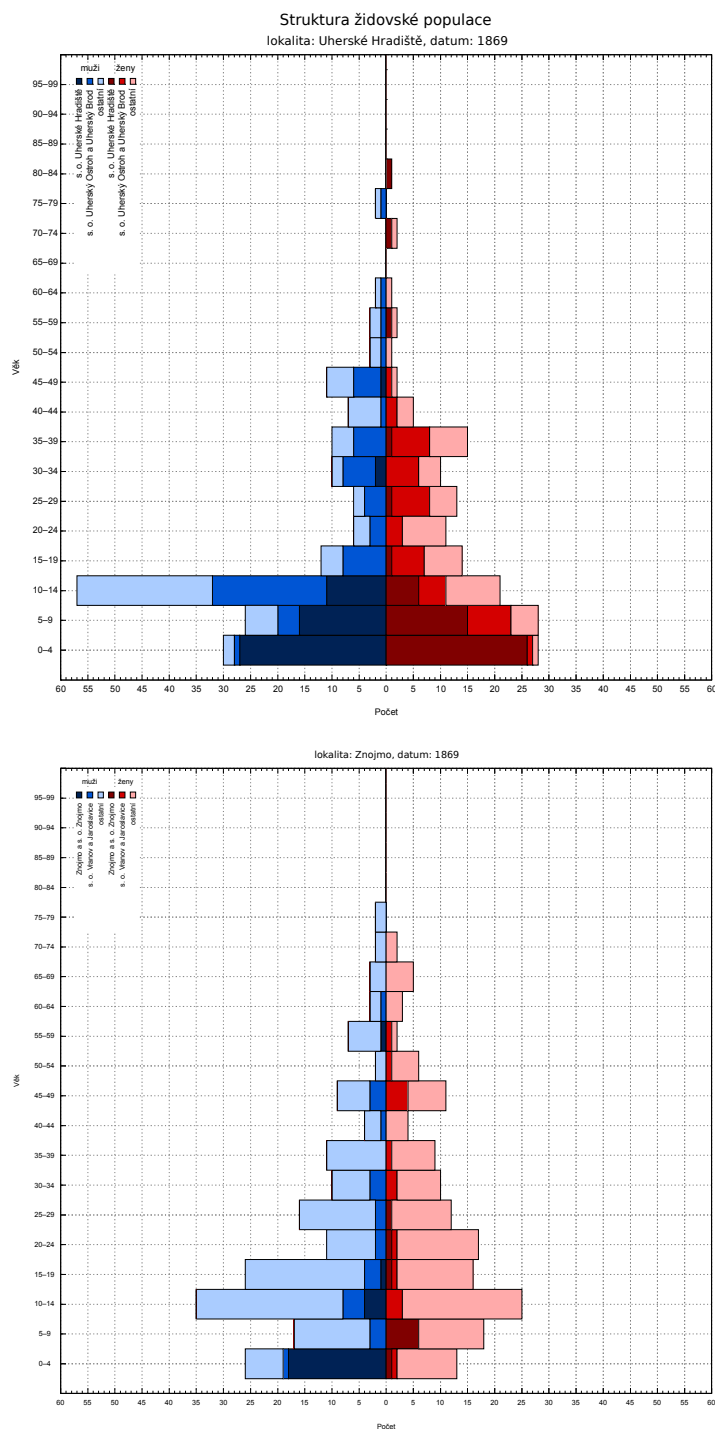 Struktura židovské populace
lokalita: Uherské Hradiště, datum: 1869
muži
ženy
s. o. Uherské Hradiště
s. o. Uherský Ostroh a Uherský Brod
ostatní
s. o. Uherské Hradiště
s. o. Uherský Ostroh a Uherský Brod
ostatní
95–99
90–94
85–89
80–84
75–79
70–74
65–69
60–64
55–59
50–54
45–49
40–44
35–39
30–34
25–29
20–24
15–19
10–14
5–9
0–4
Věk
60 55 50 45 40 35 30 25 20 15 10 5 0 5 10 15 20 25 30 35 40 45 50 55 60
Počet
lokalita: Znojmo, datum: 1869
muži
ženy
Znojmo a s. o. Znojmo
s. o. Vranov a Jaroslavice
ostatní
Znojmo a s. o. Znojmo
s. o. Vranov a Jaroslavice
ostatní
95–99
90–94
85–89
80–84
75–79
70–74
65–69
60–64
55–59
50–54
45–49
40–44
35–39
30–34
25–29
20–24
15–19
10–14
5–9
0–4
Věk
60 55 50 45 40 35 30 25 20 15 10 5 0 5 10 15 20 25 30 35 40 45 50 55 60
Počet